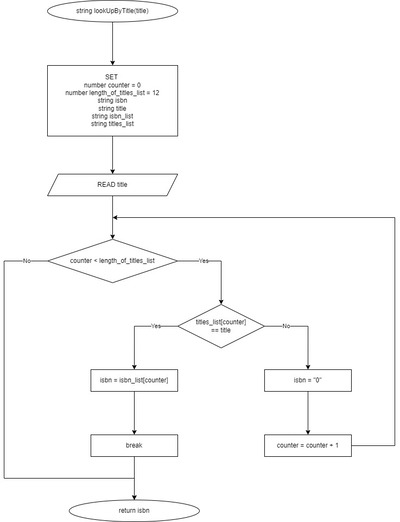 string lookUpByTitle(title)
SET
number counter = 0
number length_of_titles_list = 12
string isbn
string title
string isbn_list
string titles_list
READ title
No
counter < length_of_titles_list
Yes
titles_list[counter]
== title
Yes
No
isbn = isbn_list[counter]
isbn = "0"
break
counter = counter + 1
return isbn